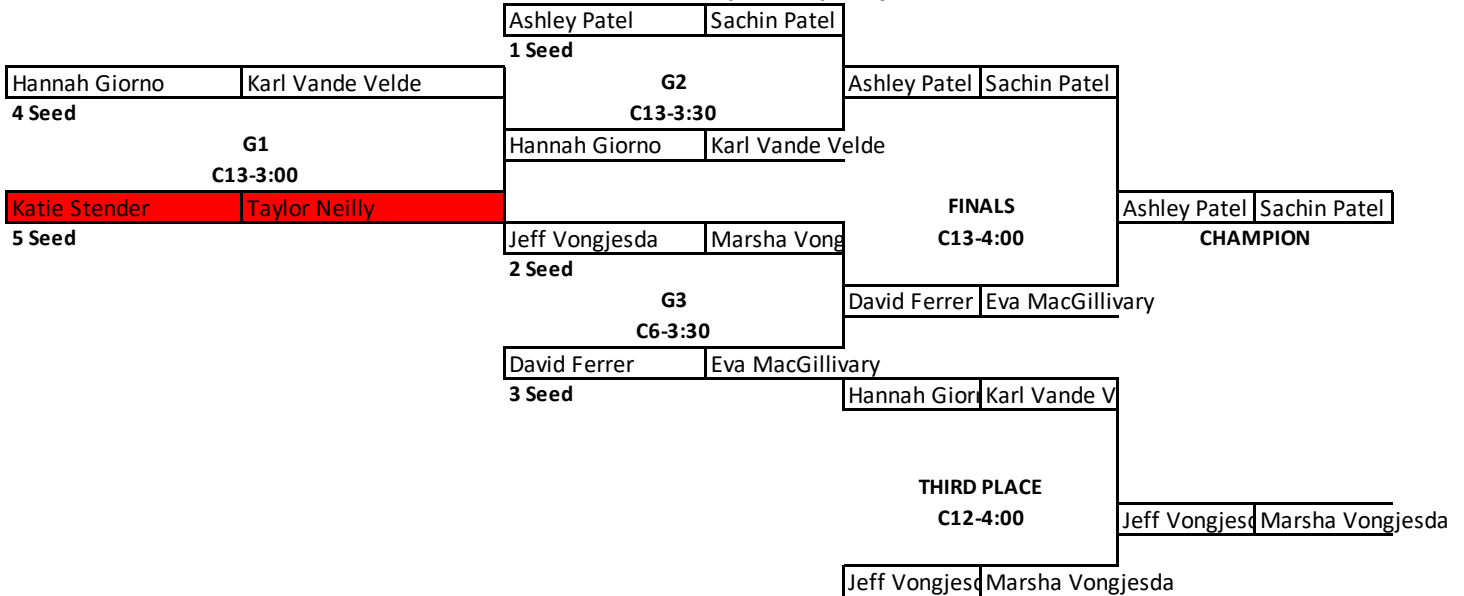 Ashley Patel Sachin Patel
1 Seed
Hannah Giorno Karl Vande Velde
G2
Ashley Patel Sachin Patel
4 Seed
C13-3:30
G1
Hannah Giorno Karl Vande Velde
C13-3:00
Katie Stender Taylor Neilly
FINALS
Ashley Patel Sachin Patel
5 Seed
Jeff Vongjesda Marsha Vong
C13-4:00
CHAMPION
2 Seed
G3
David Ferrer Eva MacGillivary
C6-3:30
David Ferrer Eva MacGillivary
3 Seed
Hannah Gior Karl Vande V
THIRD PLACE
C12-4:00
Jeff Vongjesd Marsha Vongjesda
Jeff Vongjesd Marsha Vongjesda